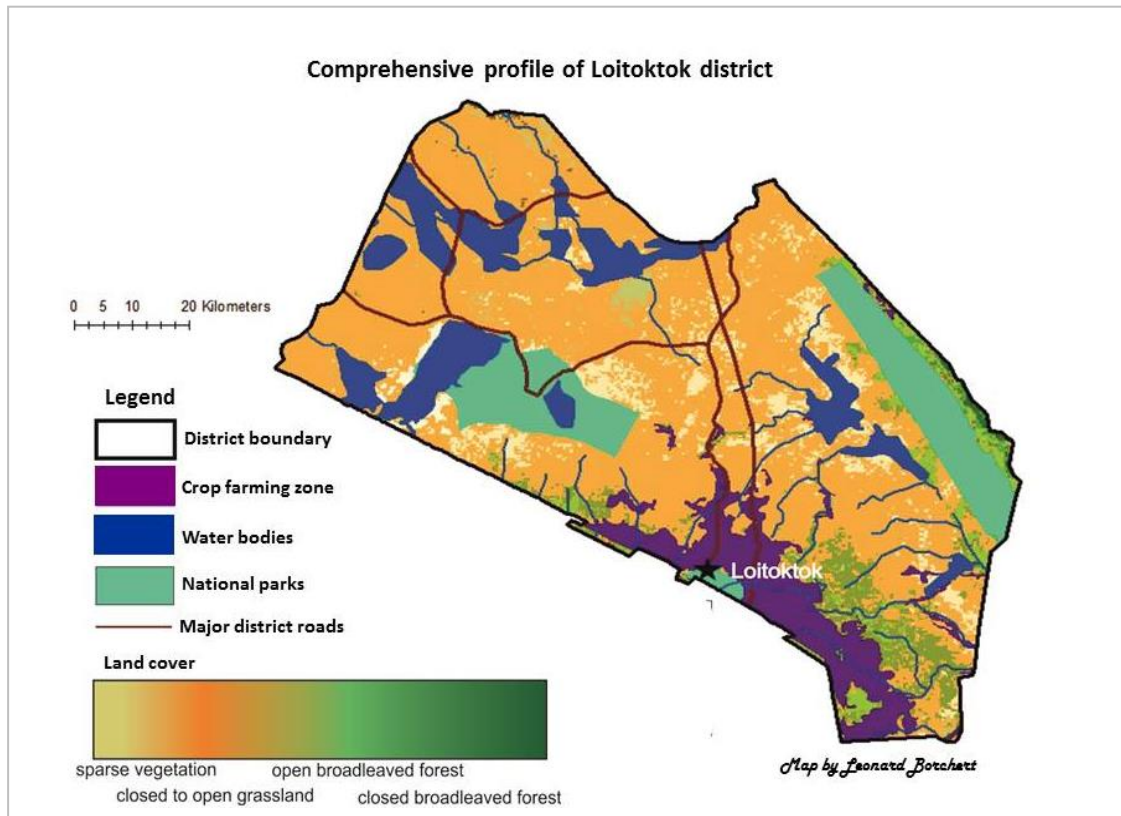 Comprehensive profile of Loitoktok district
0 5 10 20 Kilometers
Legend
District boundary
Crop farming zone
Water bodies
National parks
Major district roads
Land cover
sparse vegetation open broadleaved forest
closed to open grassland closed broadleaved forest
Loitoktok
Map by Leonard Borchert